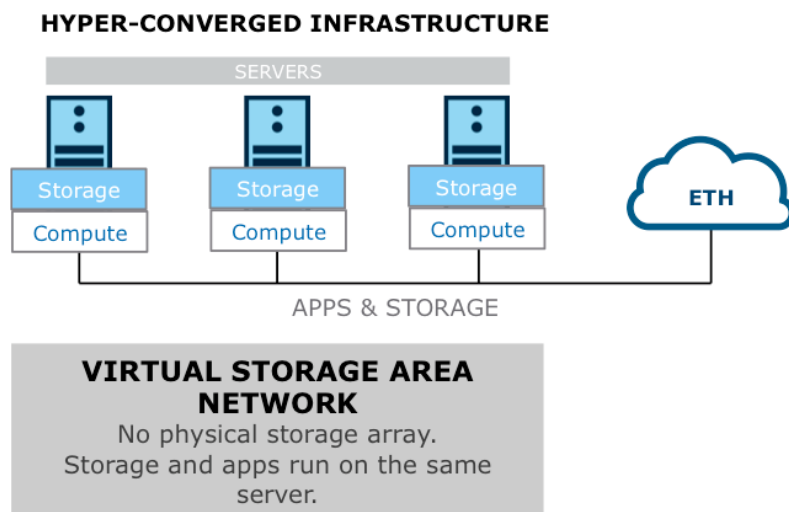 HYPER-CONVERGED INFRASTRUCTURE
SERVERS
Storage
Storage
Storage
Compute
Compute
Compute
ETH
APPS & STORAGE
VIRTUAL STORAGE AREA
NETWORK
No physical storage array.
Storage and apps run on the same
server.